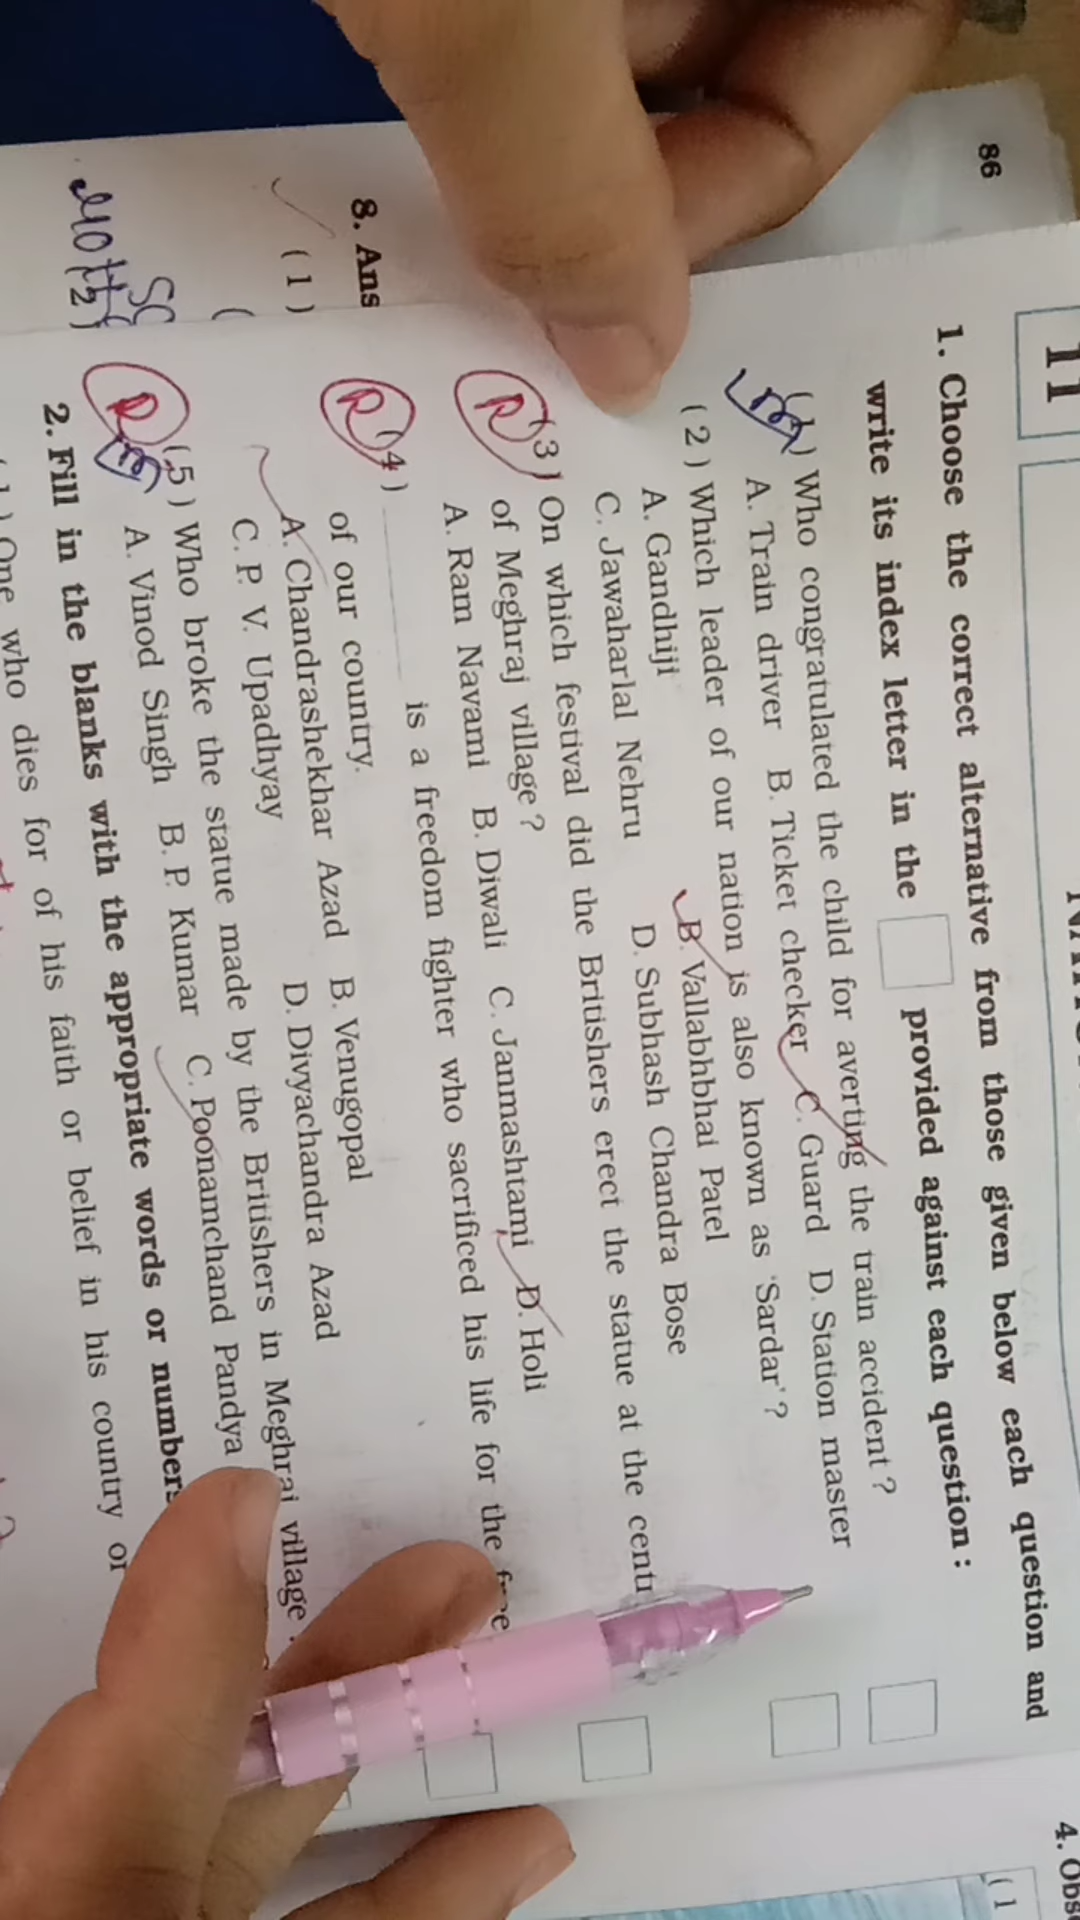 86
11
1. Choose the correct alternative from those given below each question and
write its index letter in the provided against each question :
(1) Who congratulated the child for averting the train accident ?
A. Train driver B. Ticket checker C. Guard D. Station master
(2) Which leader of our nation is also known as 'Sardar' ?
A. Gandhiji B. Vallabhbhai Patel
C. Jawaharlal Nehru D. Subhash Chandra Bose
(3) On which festival did the Britishers erect the statue at the
of Meghraj village ?
A. Ram Navami B. Diwali C. Janmashtami D. Holi
R
(4) is a freedom fighter who sacrificed his life for the
of our country.
R
A. Chandrashekhar Azad B. Venugopal
C. P. V. Upadhyay D. Divyachandra Azad
(5) Who broke the statue made by the Britishers in Meghraj village
R
A. Vinod Singh B. P. Kumar C. Poonamchand Pandya
2. Fill in the blanks with the appropriate words or numbers
One who dies for of his faith or belief in his country or
8. Ans
(1)
(2)
4. Obs
(1